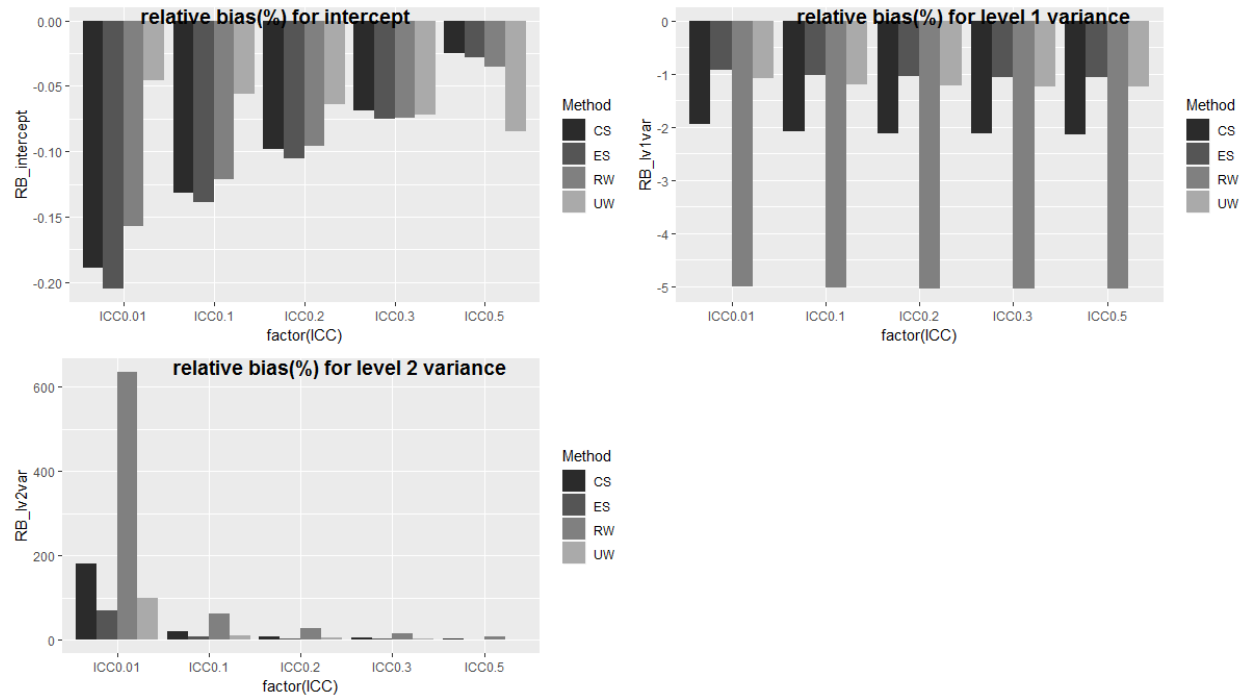 relative bias(%) for intercept
RB_intercept
0.00
-0.05
-0.10
-0.15
-0.20
ICC0.01 ICC0.1 ICC0.2 ICC0.3 ICC0.5
factor(ICC)
Method
CS
ES
RW
UW
relative bias(%) for level 1 variance
RB_lv1var
0
-1
-2
-3
-4
-5
ICC0.01 ICC0.1 ICC0.2 ICC0.3 ICC0.5
factor(ICC)
Method
CS
ES
RW
UW
relative bias(%) for level 2 variance
RB_lv2var
600
400
200
0
ICC0.01 ICC0.1 ICC0.2 ICC0.3 ICC0.5
factor(ICC)
Method
CS
ES
RW
UW